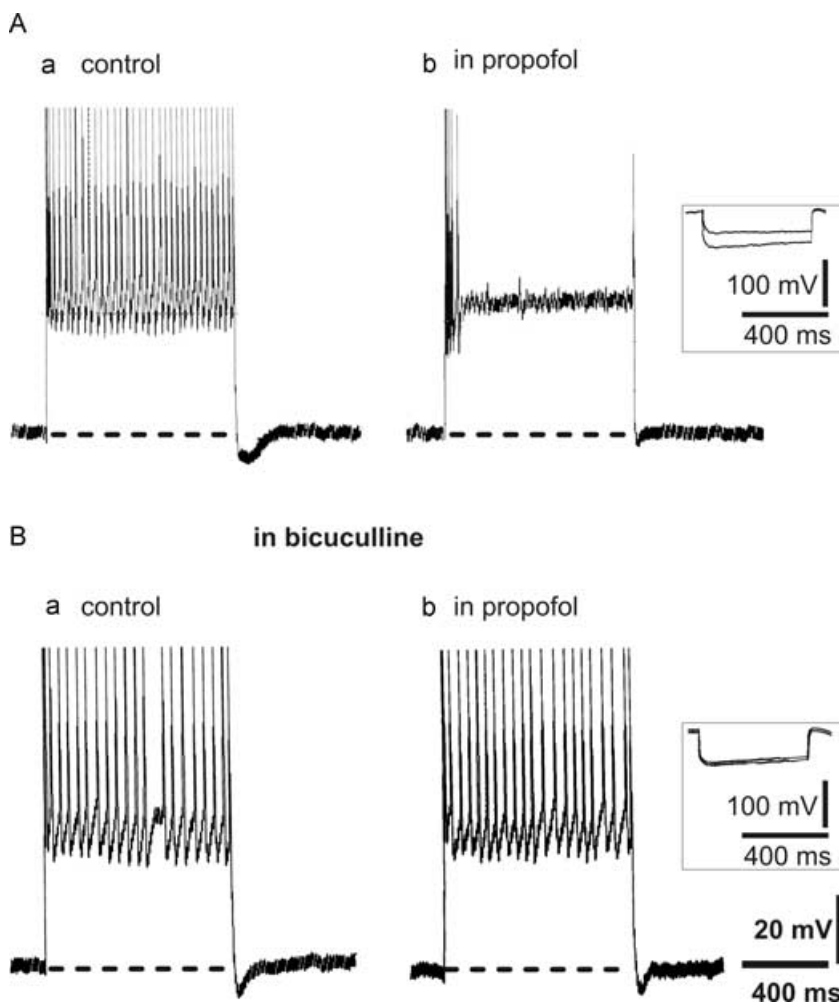 A
a control
b in propofol
100 mV
400 ms
B
in bicuculline
a control
b in propofol
100 mV
400 ms
20 mV
400 ms